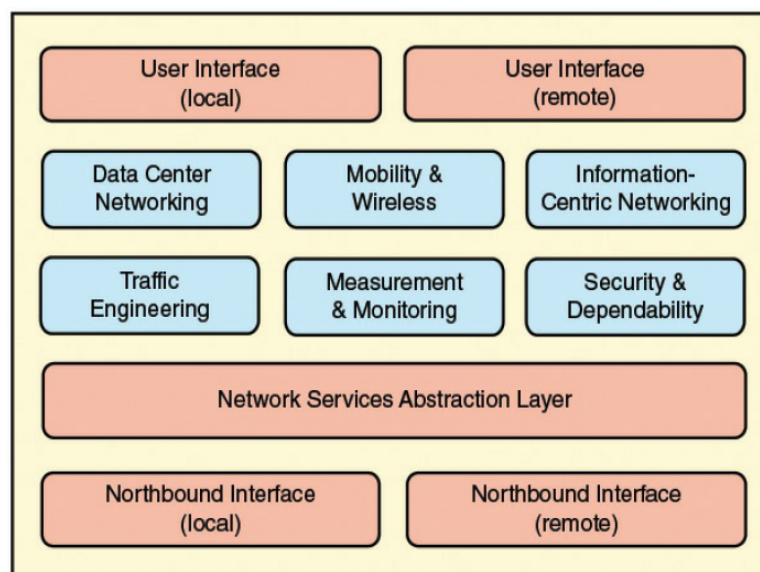 User Interface
(local)
User Interface
(remote)
Data Center
Networking
Mobility &
Wireless
Information-
Centric Networking
Traffic
Engineering
Measurement
& Monitoring
Security &
Dependability
Network Services Abstraction Layer
Northbound Interface
(local)
Northbound Interface
(remote)